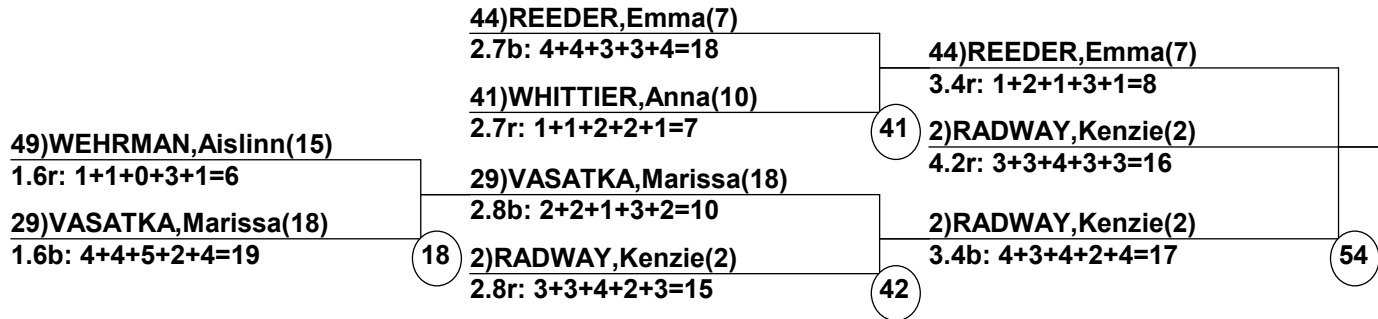 49)WEHRMAN,Aislinn(15)
1.6r: 1+1+0+3+1=6
29)VASATKA,Marissa(18)
1.6b: 4+4+5+2+4=19
18
44)REEDER,Emma(7)
2.7b: 4+4+3+3+4=18
41)WHITTIER,Anna(10)
2.7r: 1+1+2+2+1=7
41
29)VASATKA,Marissa(18)
2.8b: 2+2+1+3+2=10
2)RADWAY,Kenzie(2)
2.8r: 3+3+4+2+3=15
42
44)REEDER,Emma(7)
3.4r: 1+2+1+3+1=8
2)RADWAY,Kenzie(2)
4.2r: 3+3+4+3+3=16
2)RADWAY,Kenzie(2)
3.4b: 4+3+4+2+4=17
54